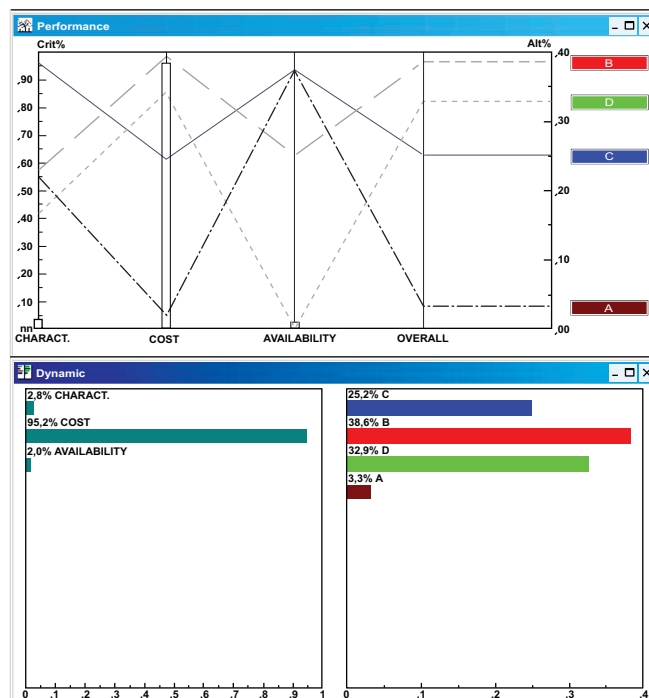 Performance
Crit%
Alt%
,90
,80
,70
,60
,50
,40
,30
,20
,10
nn
,40
,30
,20
,10
,00
B
D
C
A
CHARACT.
COST
AVAILABILITY
OVERALL
Dynamic
2,8% CHARACT.
95,2% COST
2,0% AVAILABILITY
0 .1 .2 .3 .4 .5 .6 .7 .8 .9 1
25,2% C
38,6% B
32,9% D
3,3% A
0 .1 .2 .3 .4